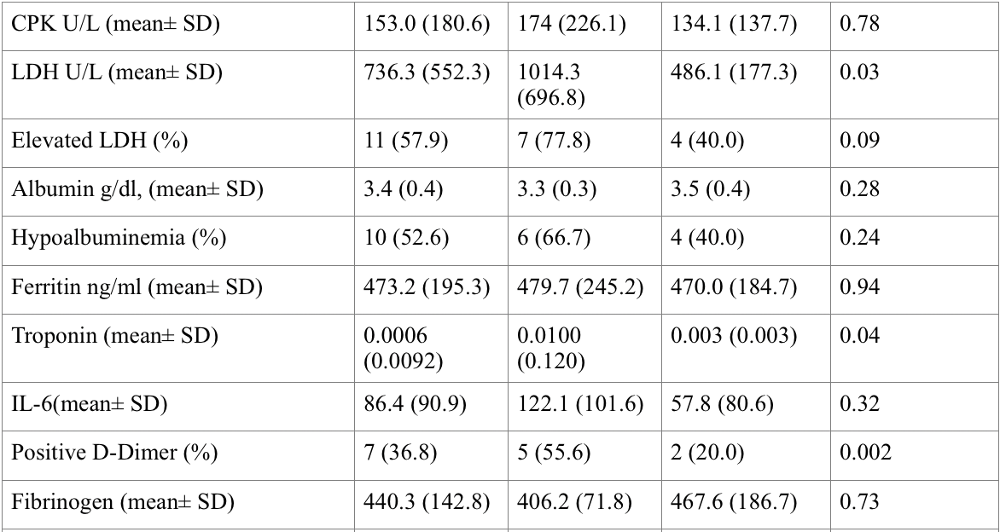 CPK U/L (mean± SD) 153.0 (180.6) 174 (226.1) 134.1 (137.7) 0.78
LDH U/L (mean± SD) 736.3 (552.3) 1014.3 486.1 (177.3) 0.03
(696.8)
Elevated LDH (%) 11 (57.9) 7 (77.8) 4 (40.0) 0.09
Albumin g/dl, (mean± SD) 3.4 (0.4) 3.3 (0.3) 3.5 (0.4) 0.28
Hypoalbuminemia (%) 10 (52.6) 6 (66.7) 4 (40.0) 0.24
Ferritin ng/ml (mean± SD) 473.2 (195.3) 479.7 (245.2) 470.0 (184.7) 0.94
Troponin (mean± SD) 0.0006 0.0100 0.003 (0.003) 0.04
(0.0092) (0.120)
IL-6(mean± SD) 86.4 (90.9) 122.1 (101.6) 57.8 (80.6) 0.32
Positive D-Dimer (%) 7 (36.8) 5 (55.6) 2 (20.0) 0.002
Fibrinogen (mean± SD) 440.3 (142.8) 406.2 (71.8) 467.6 (186.7) 0.73